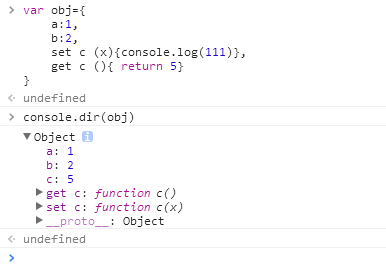 var obj={
a:1,
b:2,
set c (x){console.log(111)},
get c (){ return 5}
}
undefined
console.dir(obj)
Object i
a: 1
b: 2
c: 5
get c: function c()
set c: function c(x)
__proto__: Object
undefined